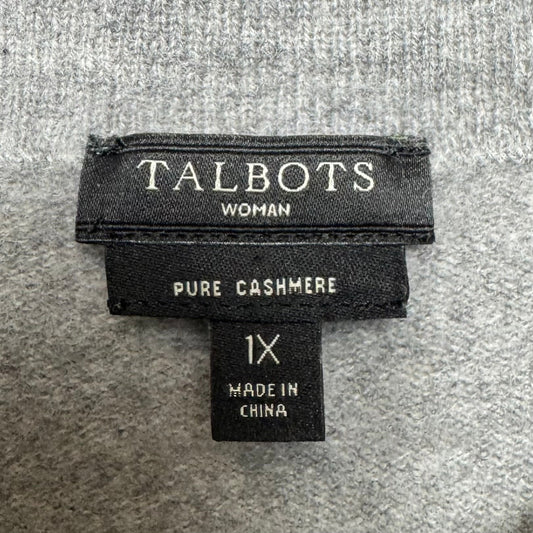 TALBOTS
WOMAN
PURE CASHMERE
1X
MADE IN
CHINA